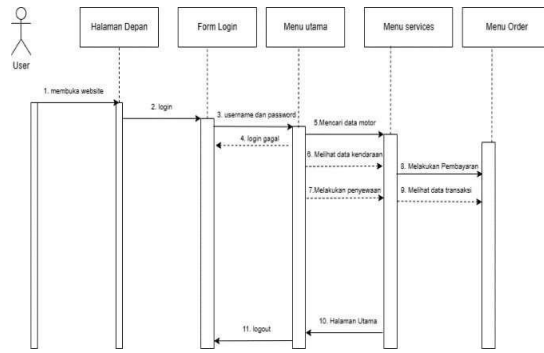 Halaman Depan
Form Login
Menu utama
Menu services
Menu Order
User
1. membuka website
2. login
3. username dan password
4. login gagal
5.Mencari data motor
6. Melihat data kendaraan
7.Melakukan penyewaan
8. Melakukan Pembayaran
9. Melihat data transaksi
10. Halaman Utama
11. logout